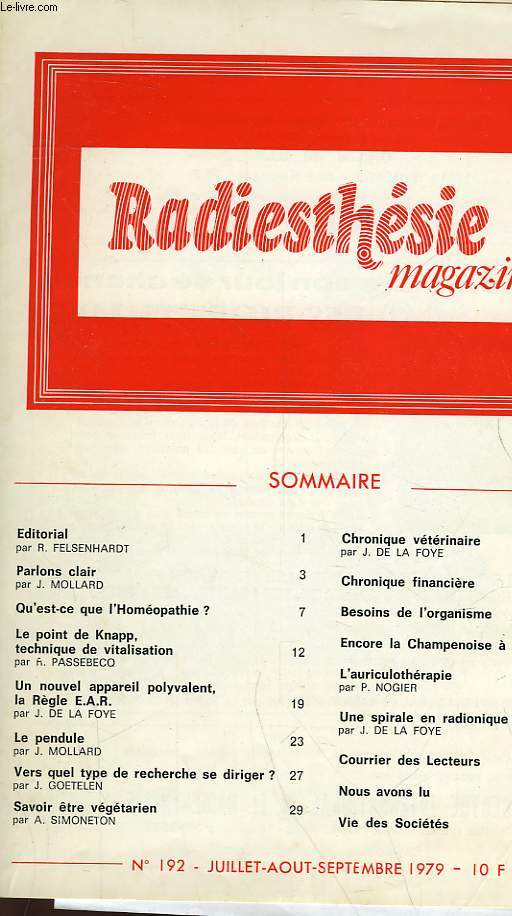 Le-livre.com
Radiesthésie
magazin
SOMMAIRE
Editorial 1
par R. FELSENHARDT
Parlons clair 3
par J. MOLLARD
Qu'est-ce que l'Homéopathie ? 7
Le point de Knapp,
technique de vitalisation 12
par A. PASSEBECQ
Un nouvel appareil polyvalent,
la Règle E.A.R. 19
par J. DE LA FOYE
Le pendule 23
par J. MOLLARD
Vers quel type de recherche se diriger ? 27
par J. GOETELEN
Savoir être végétarien 29
par A. SIMONETON
Chronique vétérinaire
par J. DE LA FOYE
Chronique financière
Besoins de l'organisme
Encore la Champenoise à
L'auriculothérapie
par P. NOGIER
Une spirale en radionique
par J. DE LA FOYE
Courrier des Lecteurs
Nous avons lu
Vie des Sociétés
N° 192 - JUILLET-AOUT-SEPTEMBRE 1979 - 10 F